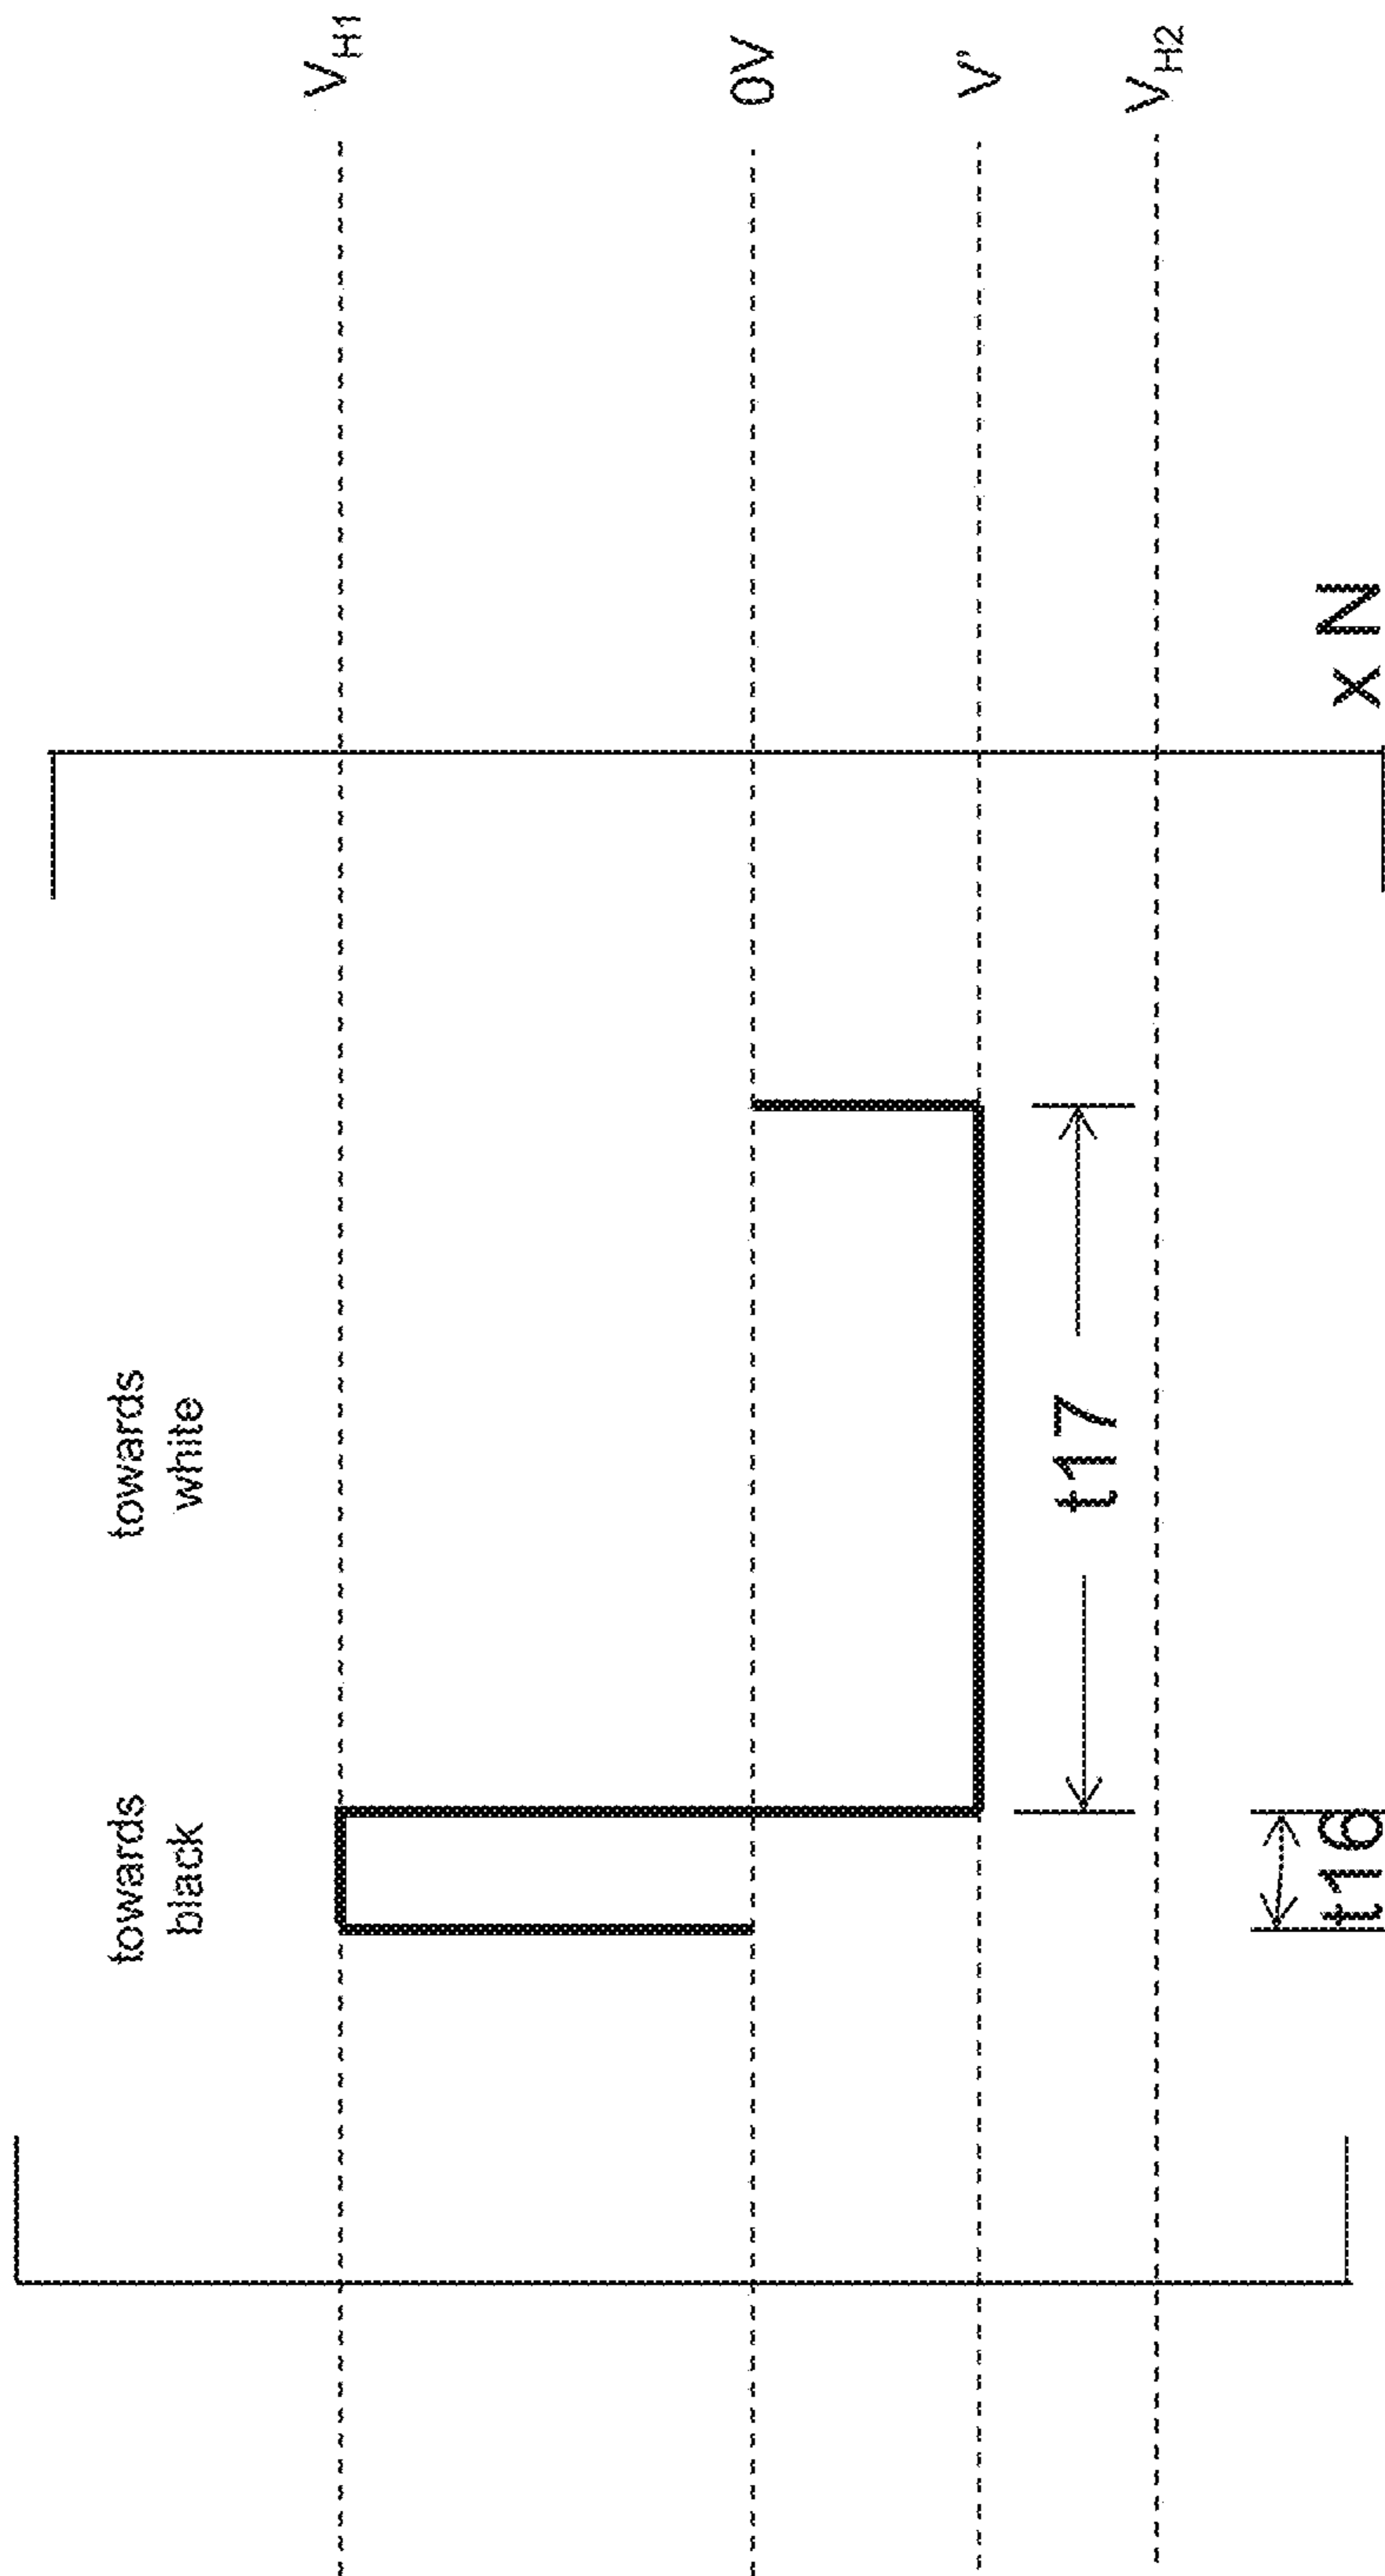 towards
black
towards
white
V_H1
0V
V'
V_H2
t17
t16
x N